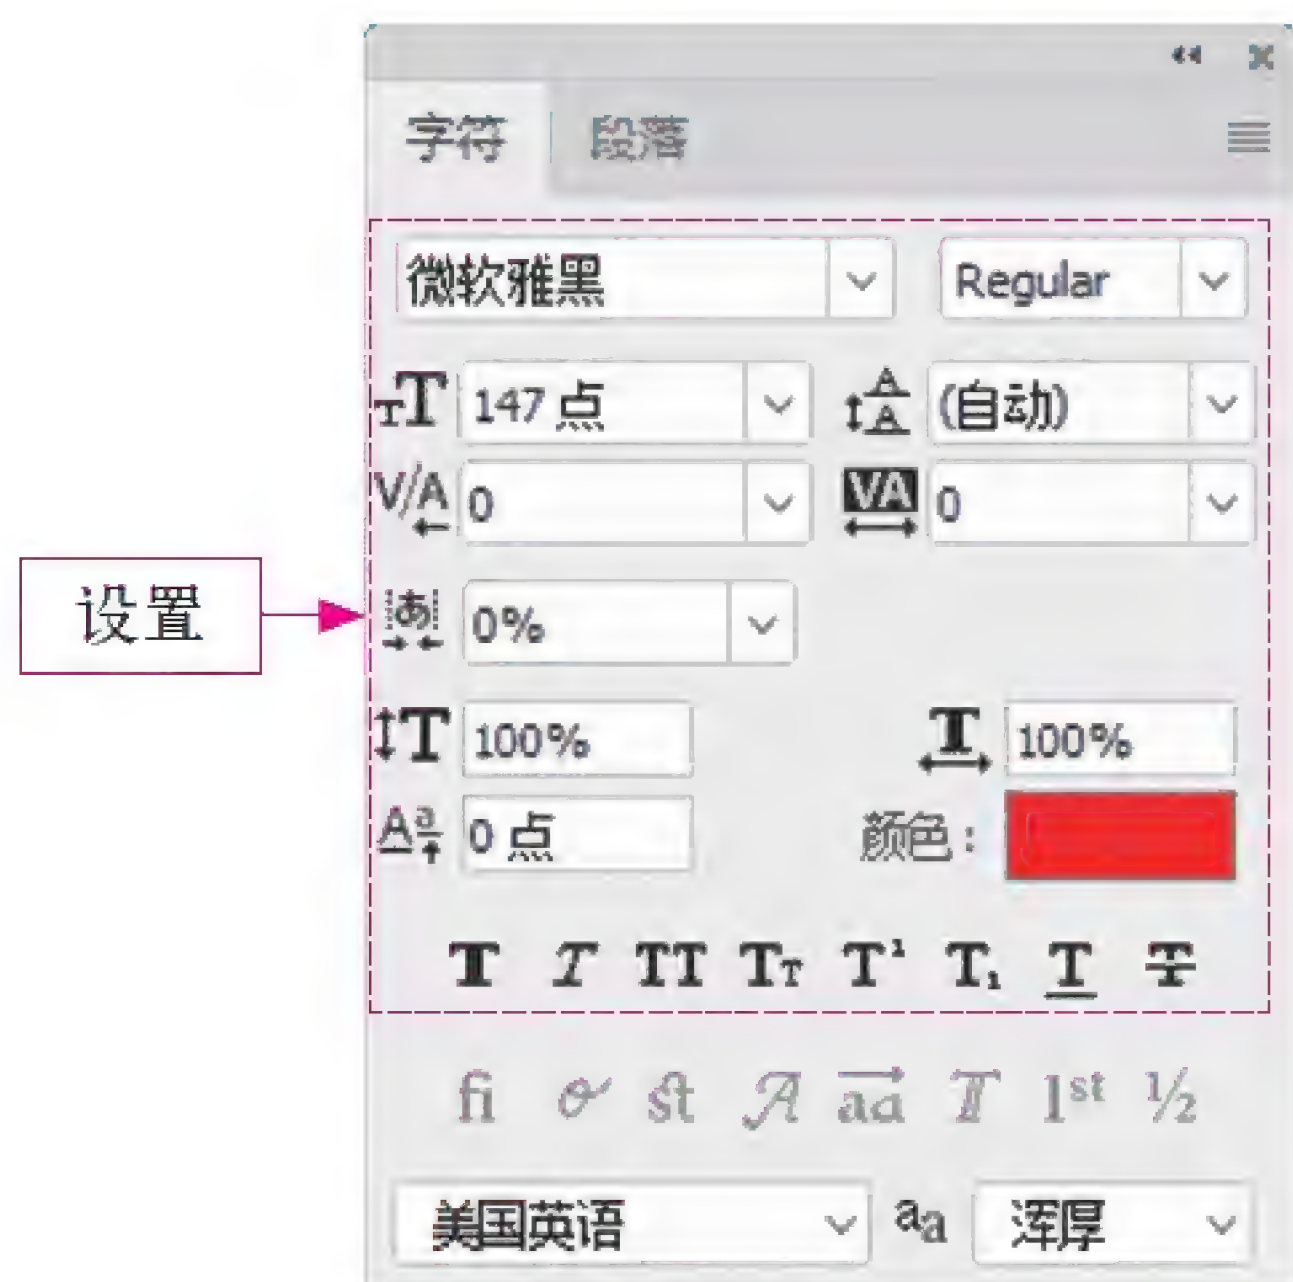 字符 段落
微软雅黑 Regular
147 点 (自动)
0 0
设置
0%
100% 100%
0 点 颜色：
美国英语 aa 浑厚